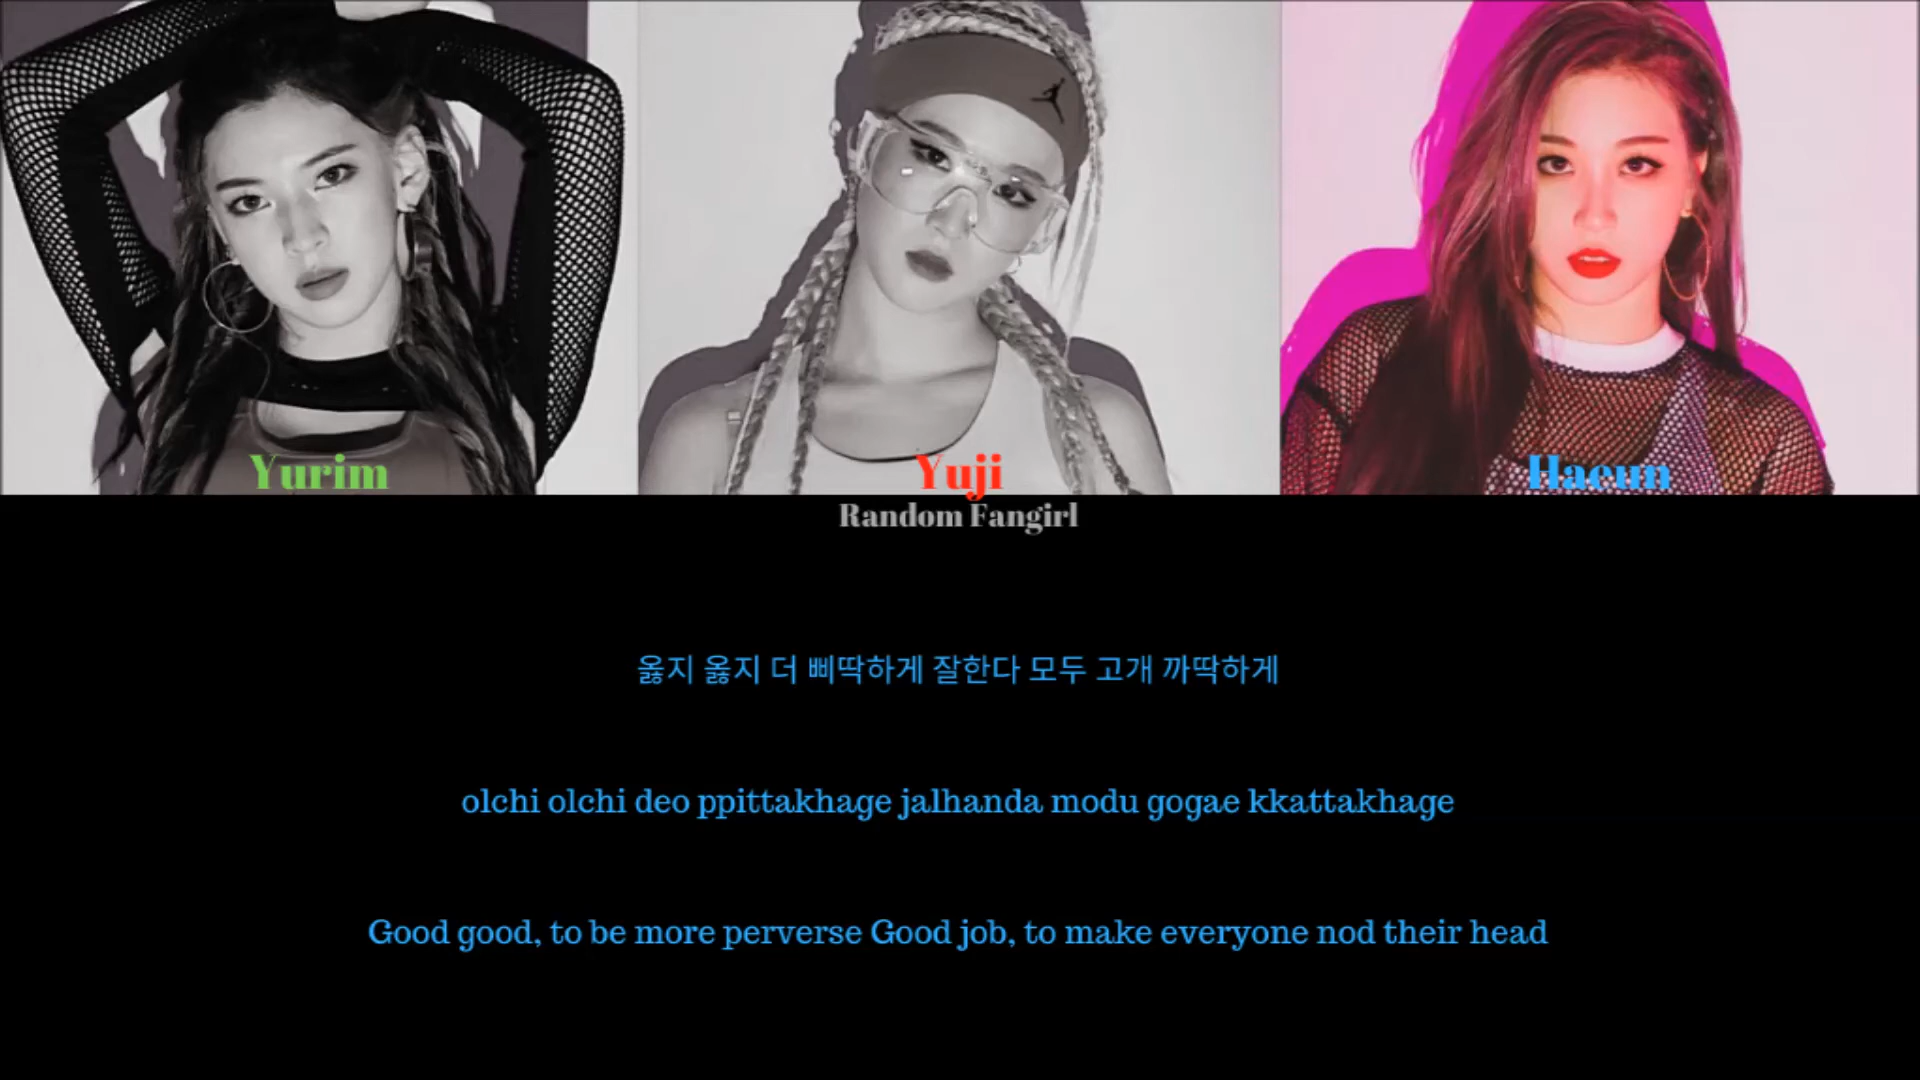 Yurim
Yuji
Haeun
Random Fangirl
옳지 옳지 더 삐딱하게 잘한다 모두 고개 까딱하게
olchi olchi deo ppittakhage jalhanda modu gogae kkattakhage
Good good, to be more perverse Good job, to make everyone nod their head